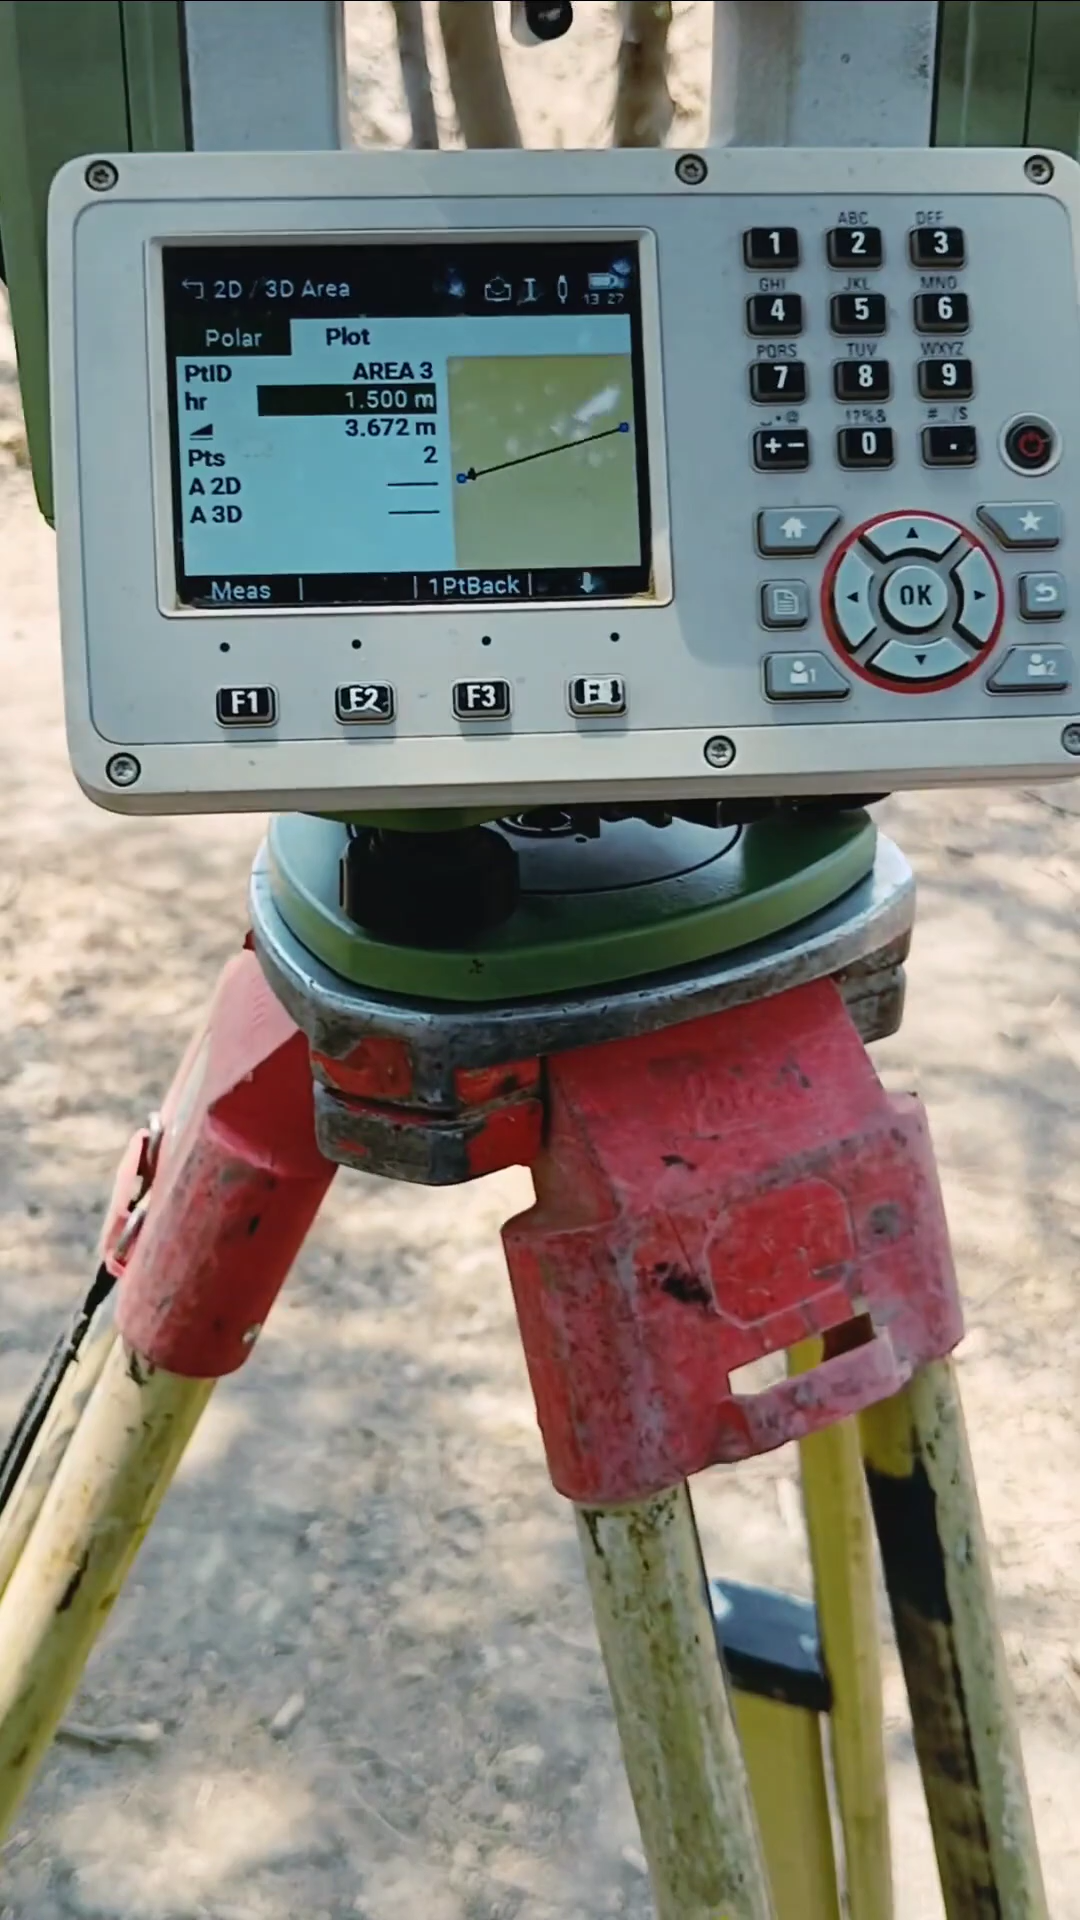 2D / 3D Area
13 27
Polar Plot
PtID AREA 3
hr 1.500 m
3.672 m
Pts 2
A 2D
A 3D
Meas 1PtBack
F1 F2 F3
ABC DEF
1 2 3
GHI JKL MNO
4 5 6
PQRS TUV WXYZ
7 8 9
!?%& # /$
+ - 0 .
OK
1 2